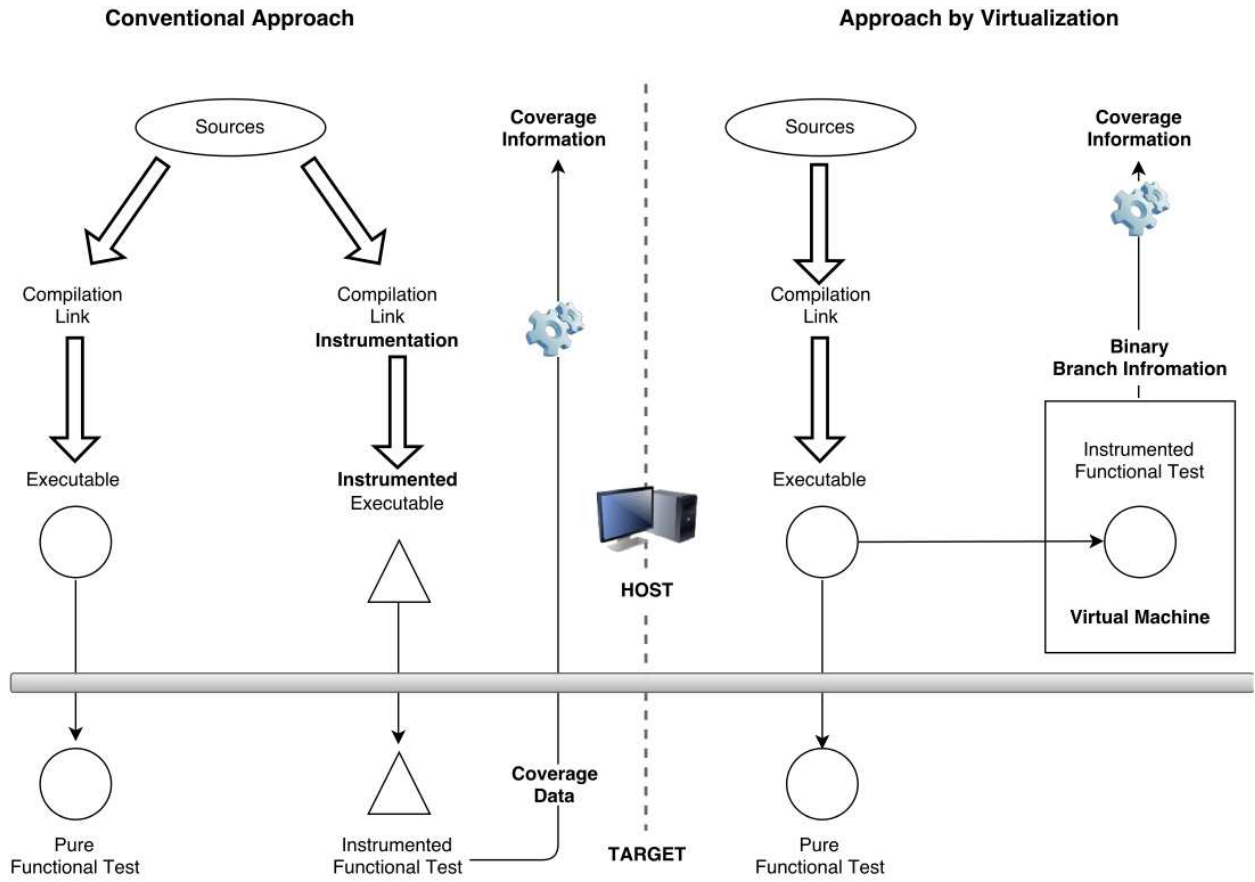 Conventional Approach
Approach by Virtualization
Sources
Coverage
Information
Sources
Coverage
Information
Compilation
Link
Compilation
Link
Instrumentation
Compilation
Link
Binary
Branch Infromation
Executable
Instrumented
Executable
Executable
Instrumented
Functional Test
HOST
Virtual Machine
Coverage
Data
Pure
Functional Test
Instrumented
Functional Test
TARGET
Pure
Functional Test